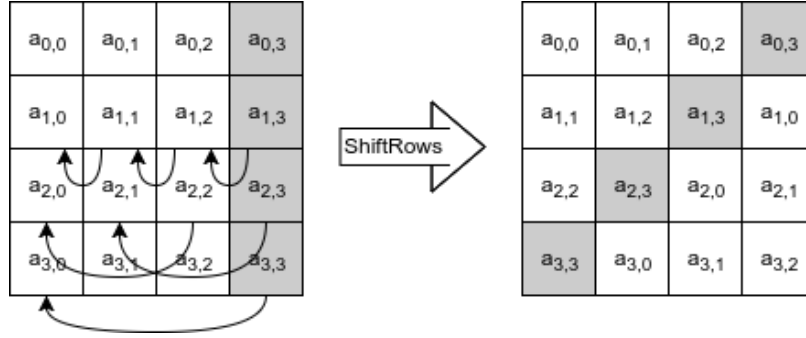 a0,0 a0,1 a0,2 a0,3 a0,0 a0,1 a0,2 a0,3
a1,0 a1,1 a1,2 a1,3 a1,1 a1,2 a1,3 a1,0
ShiftRows
a2,0 a2,1 a2,2 a2,3 a2,2 a2,3 a2,0 a2,1
a3,0 a3,1 a3,2 a3,3 a3,3 a3,0 a3,1 a3,2